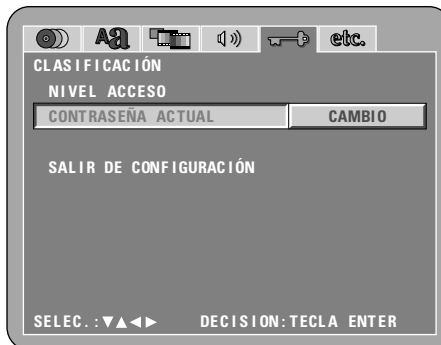 Aa etc.
CLASIFICACIÓN
NIVEL ACCESO
CONTRASEÑA ACTUAL CAMBIO
SALIR DE CONFIGURACIÓN
SELEC.:▼▲◄► DECISION:TECLA ENTER